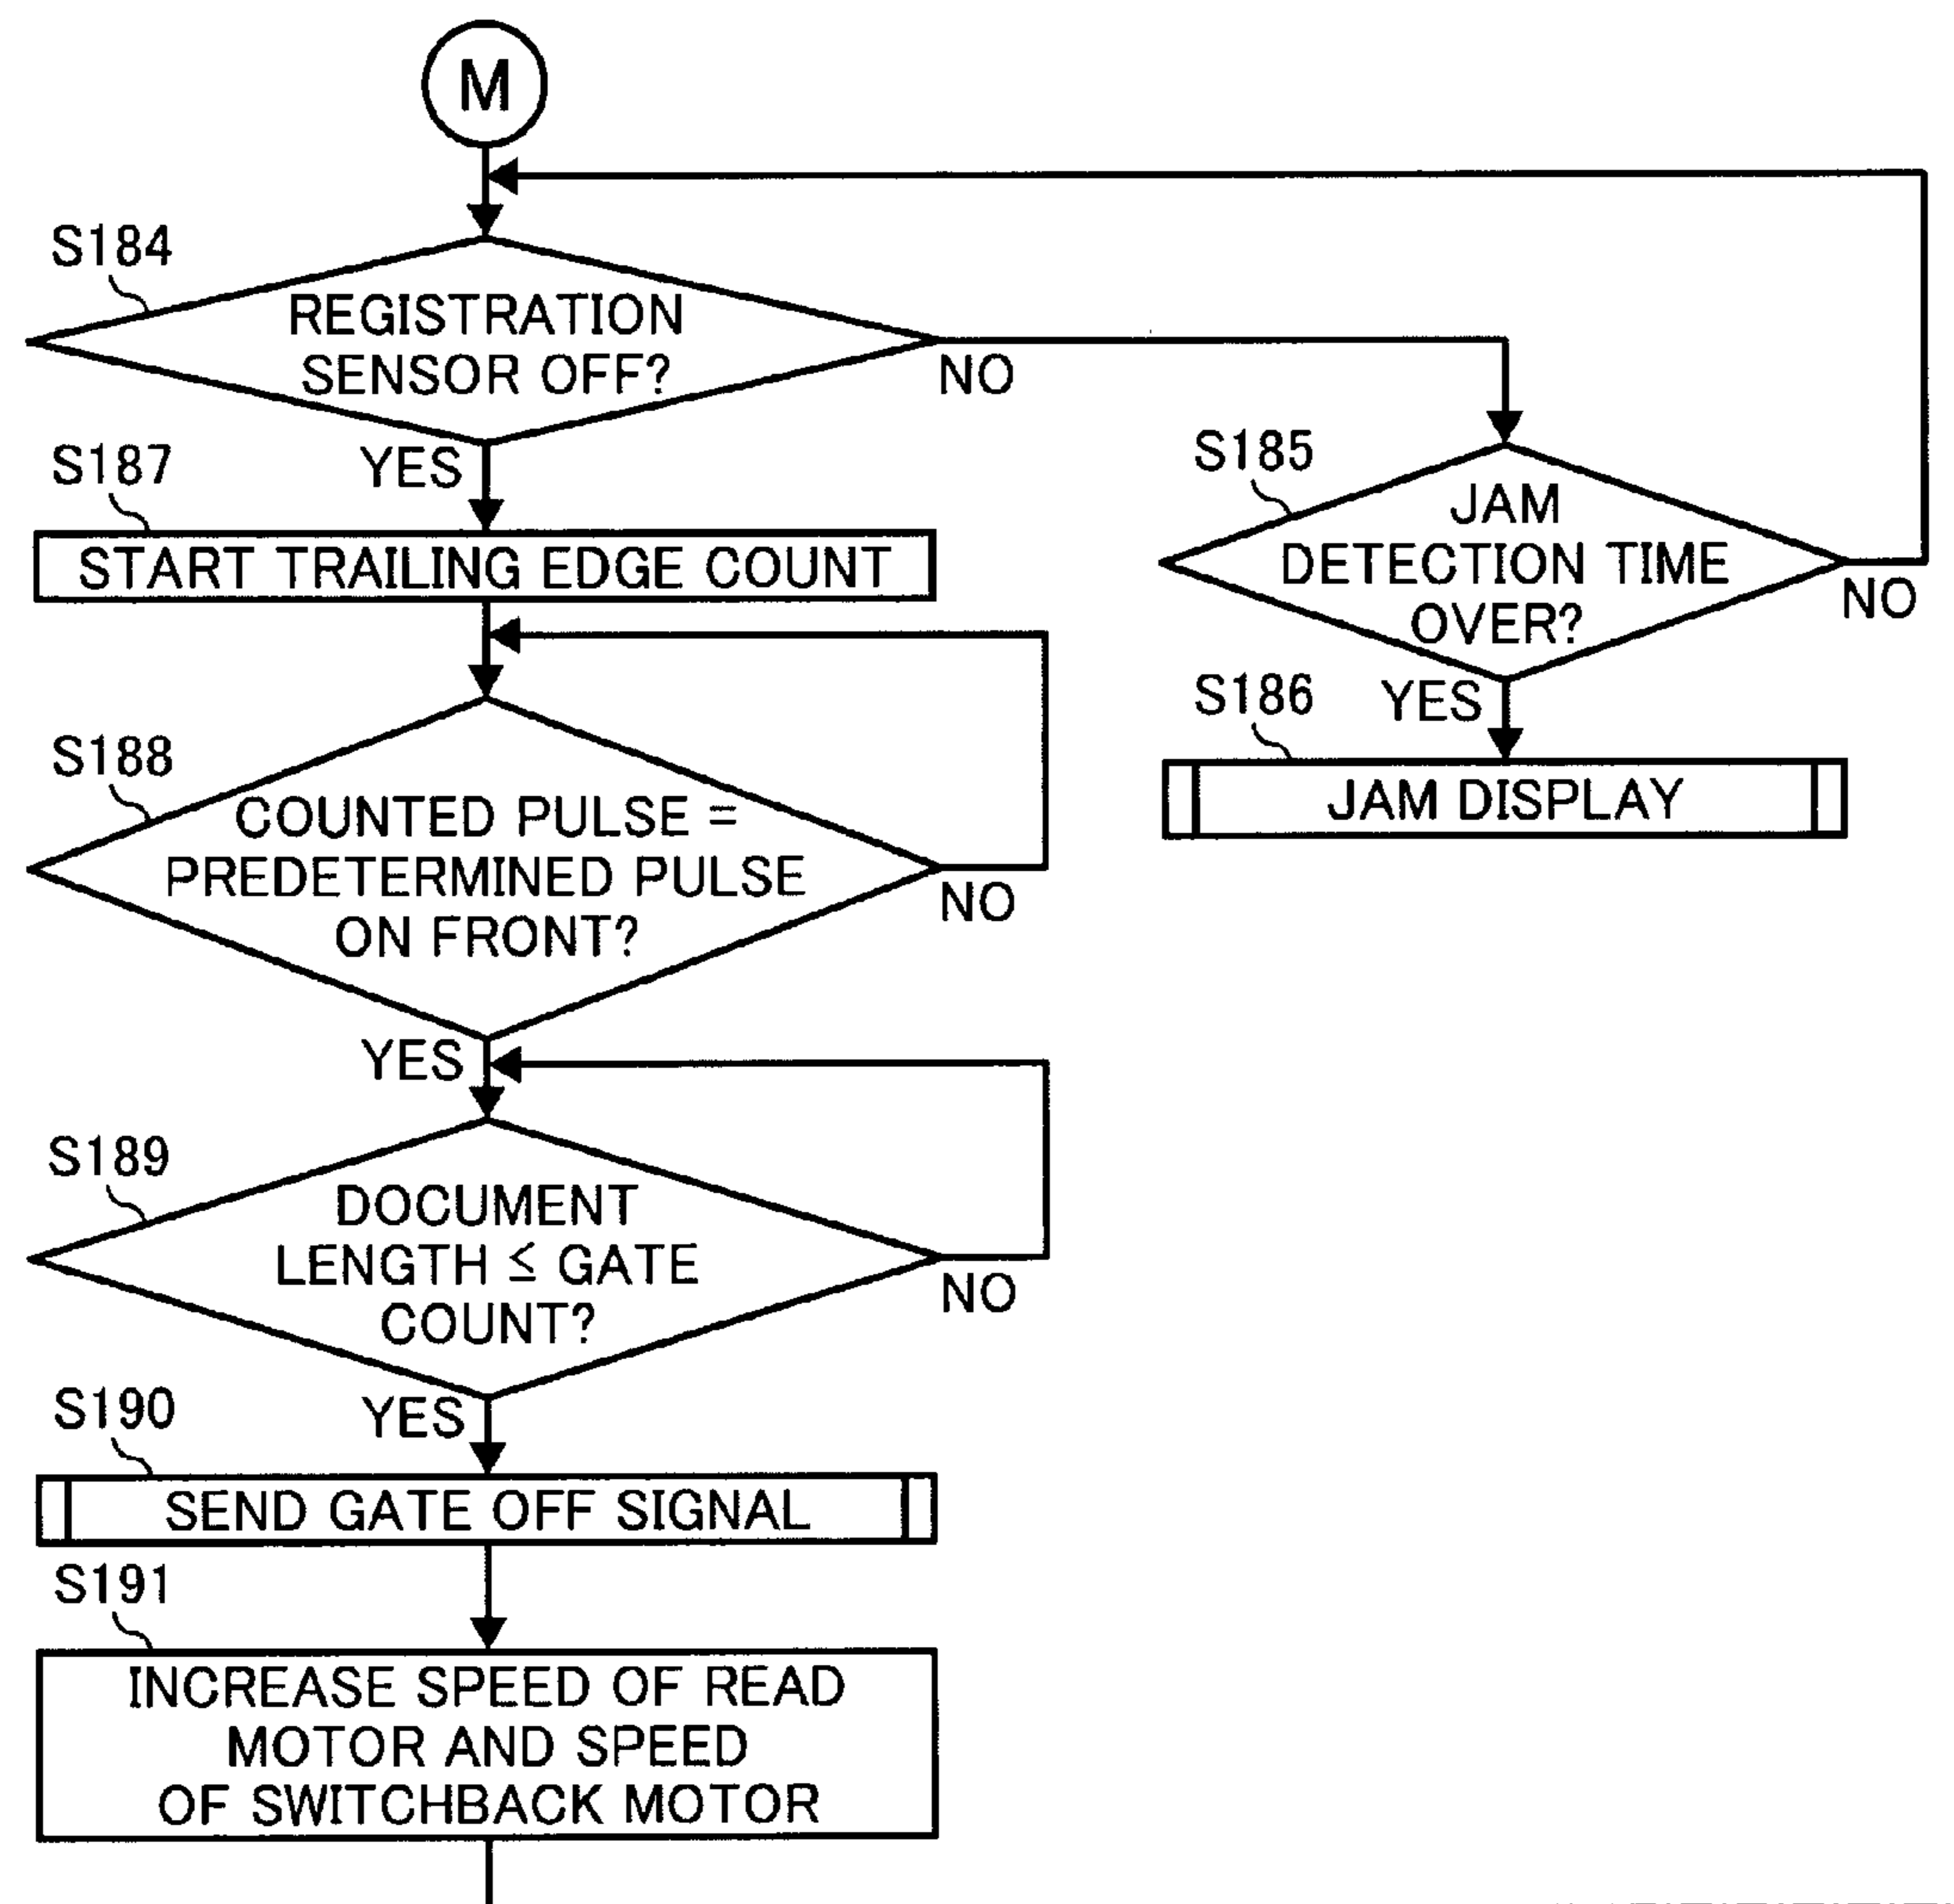 M
S184
REGISTRATION
SENSOR OFF?
NO
YES
S185
JAM
DETECTION TIME
OVER?
NO
YES
S186
JAM DISPLAY
S187
START TRAILING EDGE COUNT
S188
COUNTED PULSE =
PREDETERMINED PULSE
ON FRONT?
NO
YES
S189
DOCUMENT
LENGTH ≤ GATE
COUNT?
NO
YES
S190
SEND GATE OFF SIGNAL
S191
INCREASE SPEED OF READ
MOTOR AND SPEED
OF SWITCHBACK MOTOR